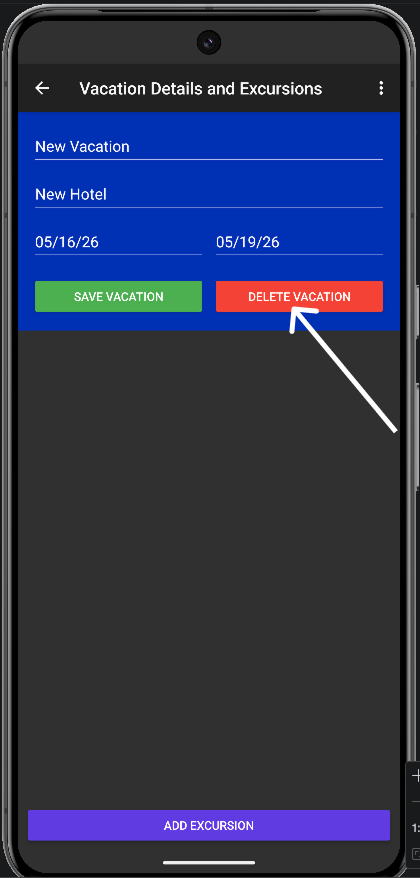 Vacation Details and Excursions
New Vacation
New Hotel
05/16/26 05/19/26
SAVE VACATION DELETE VACATION
ADD EXCURSION
1: